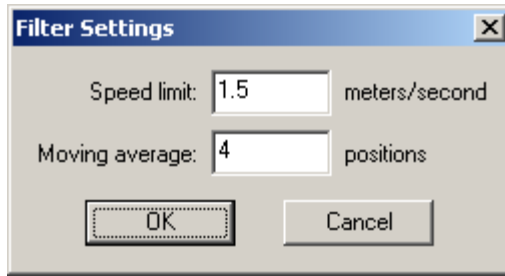 Filter Settings
Speed limit: 1.5 meters/second
Moving average: 4 positions
OK Cancel